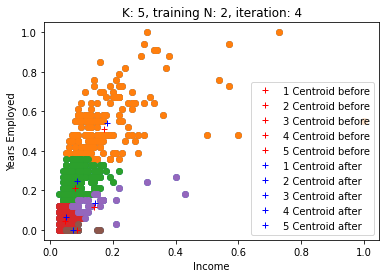 K: 5, training N: 2, iteration: 4
Years Employed
1.0
0.8
0.6
0.4
0.2
0.0
1 Centroid before
2 Centroid before
3 Centroid before
4 Centroid before
5 Centroid before
1 Centroid after
2 Centroid after
3 Centroid after
4 Centroid after
5 Centroid after
0.0 0.2 0.4 0.6 0.8 1.0
Income